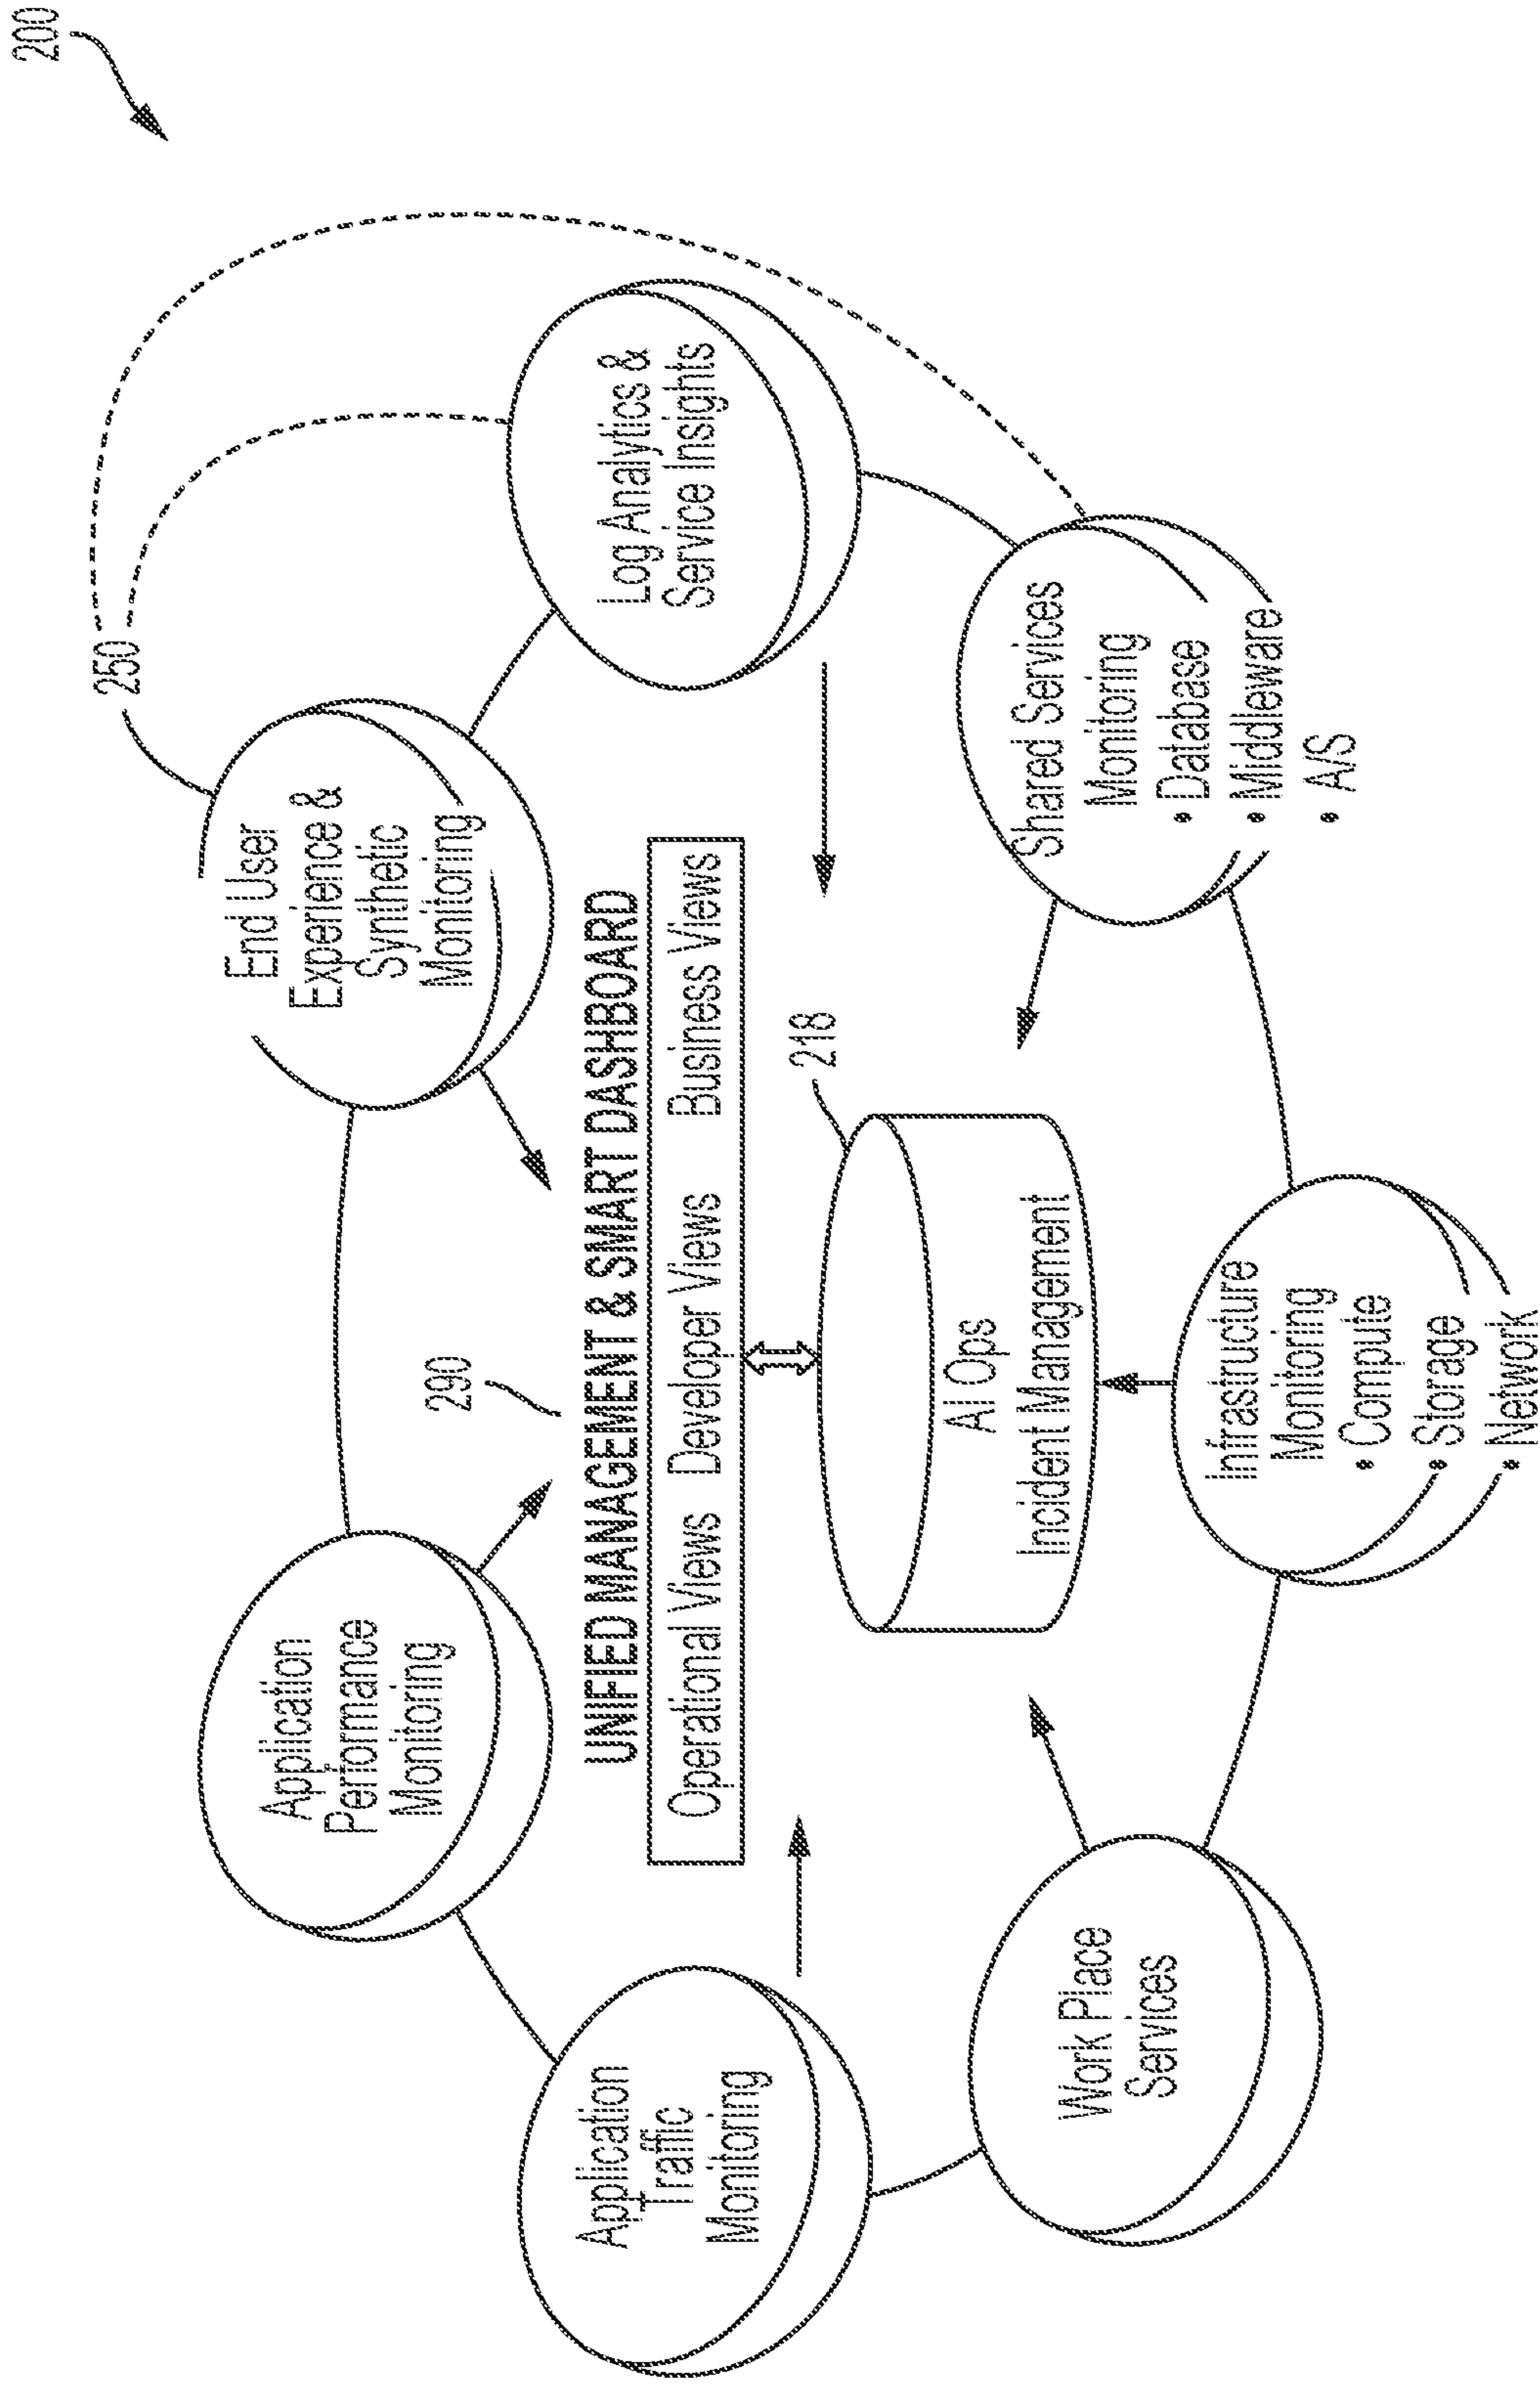 200
250
End User
Experience &
Synthetic
Monitoring
Log Analytics &
Service Insights
Shared Services
Monitoring
• Database
• Middleware
• A/S
Infrastructure
Monitoring
• Compute
• Storage
• Network
Work Place
Services
Application
Traffic
Monitoring
Application
Performance
Monitoring
290
UNIFIED MANAGEMENT & SMART DASHBOARD
Operational Views Developer Views Business Views
218
AI Ops
Incident Management